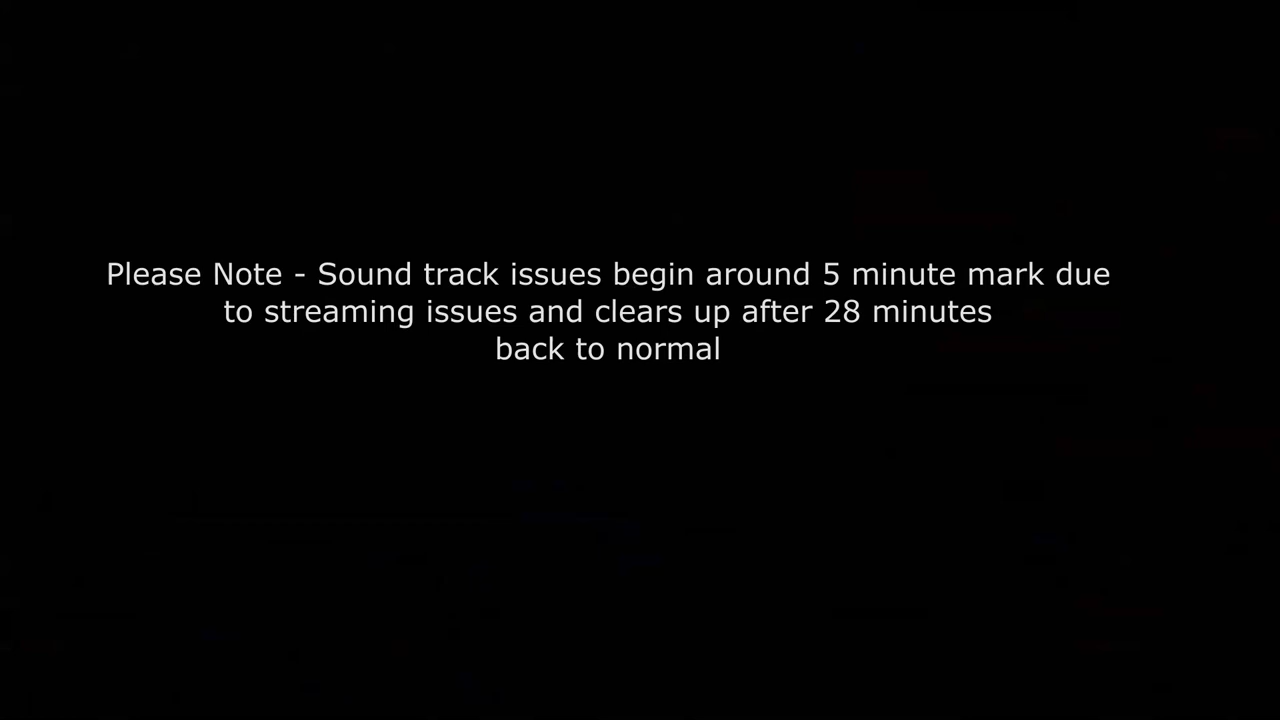 Please Note - Sound track issues begin around 5 minute mark due
to streaming issues and clears up after 28 minutes
back to normal